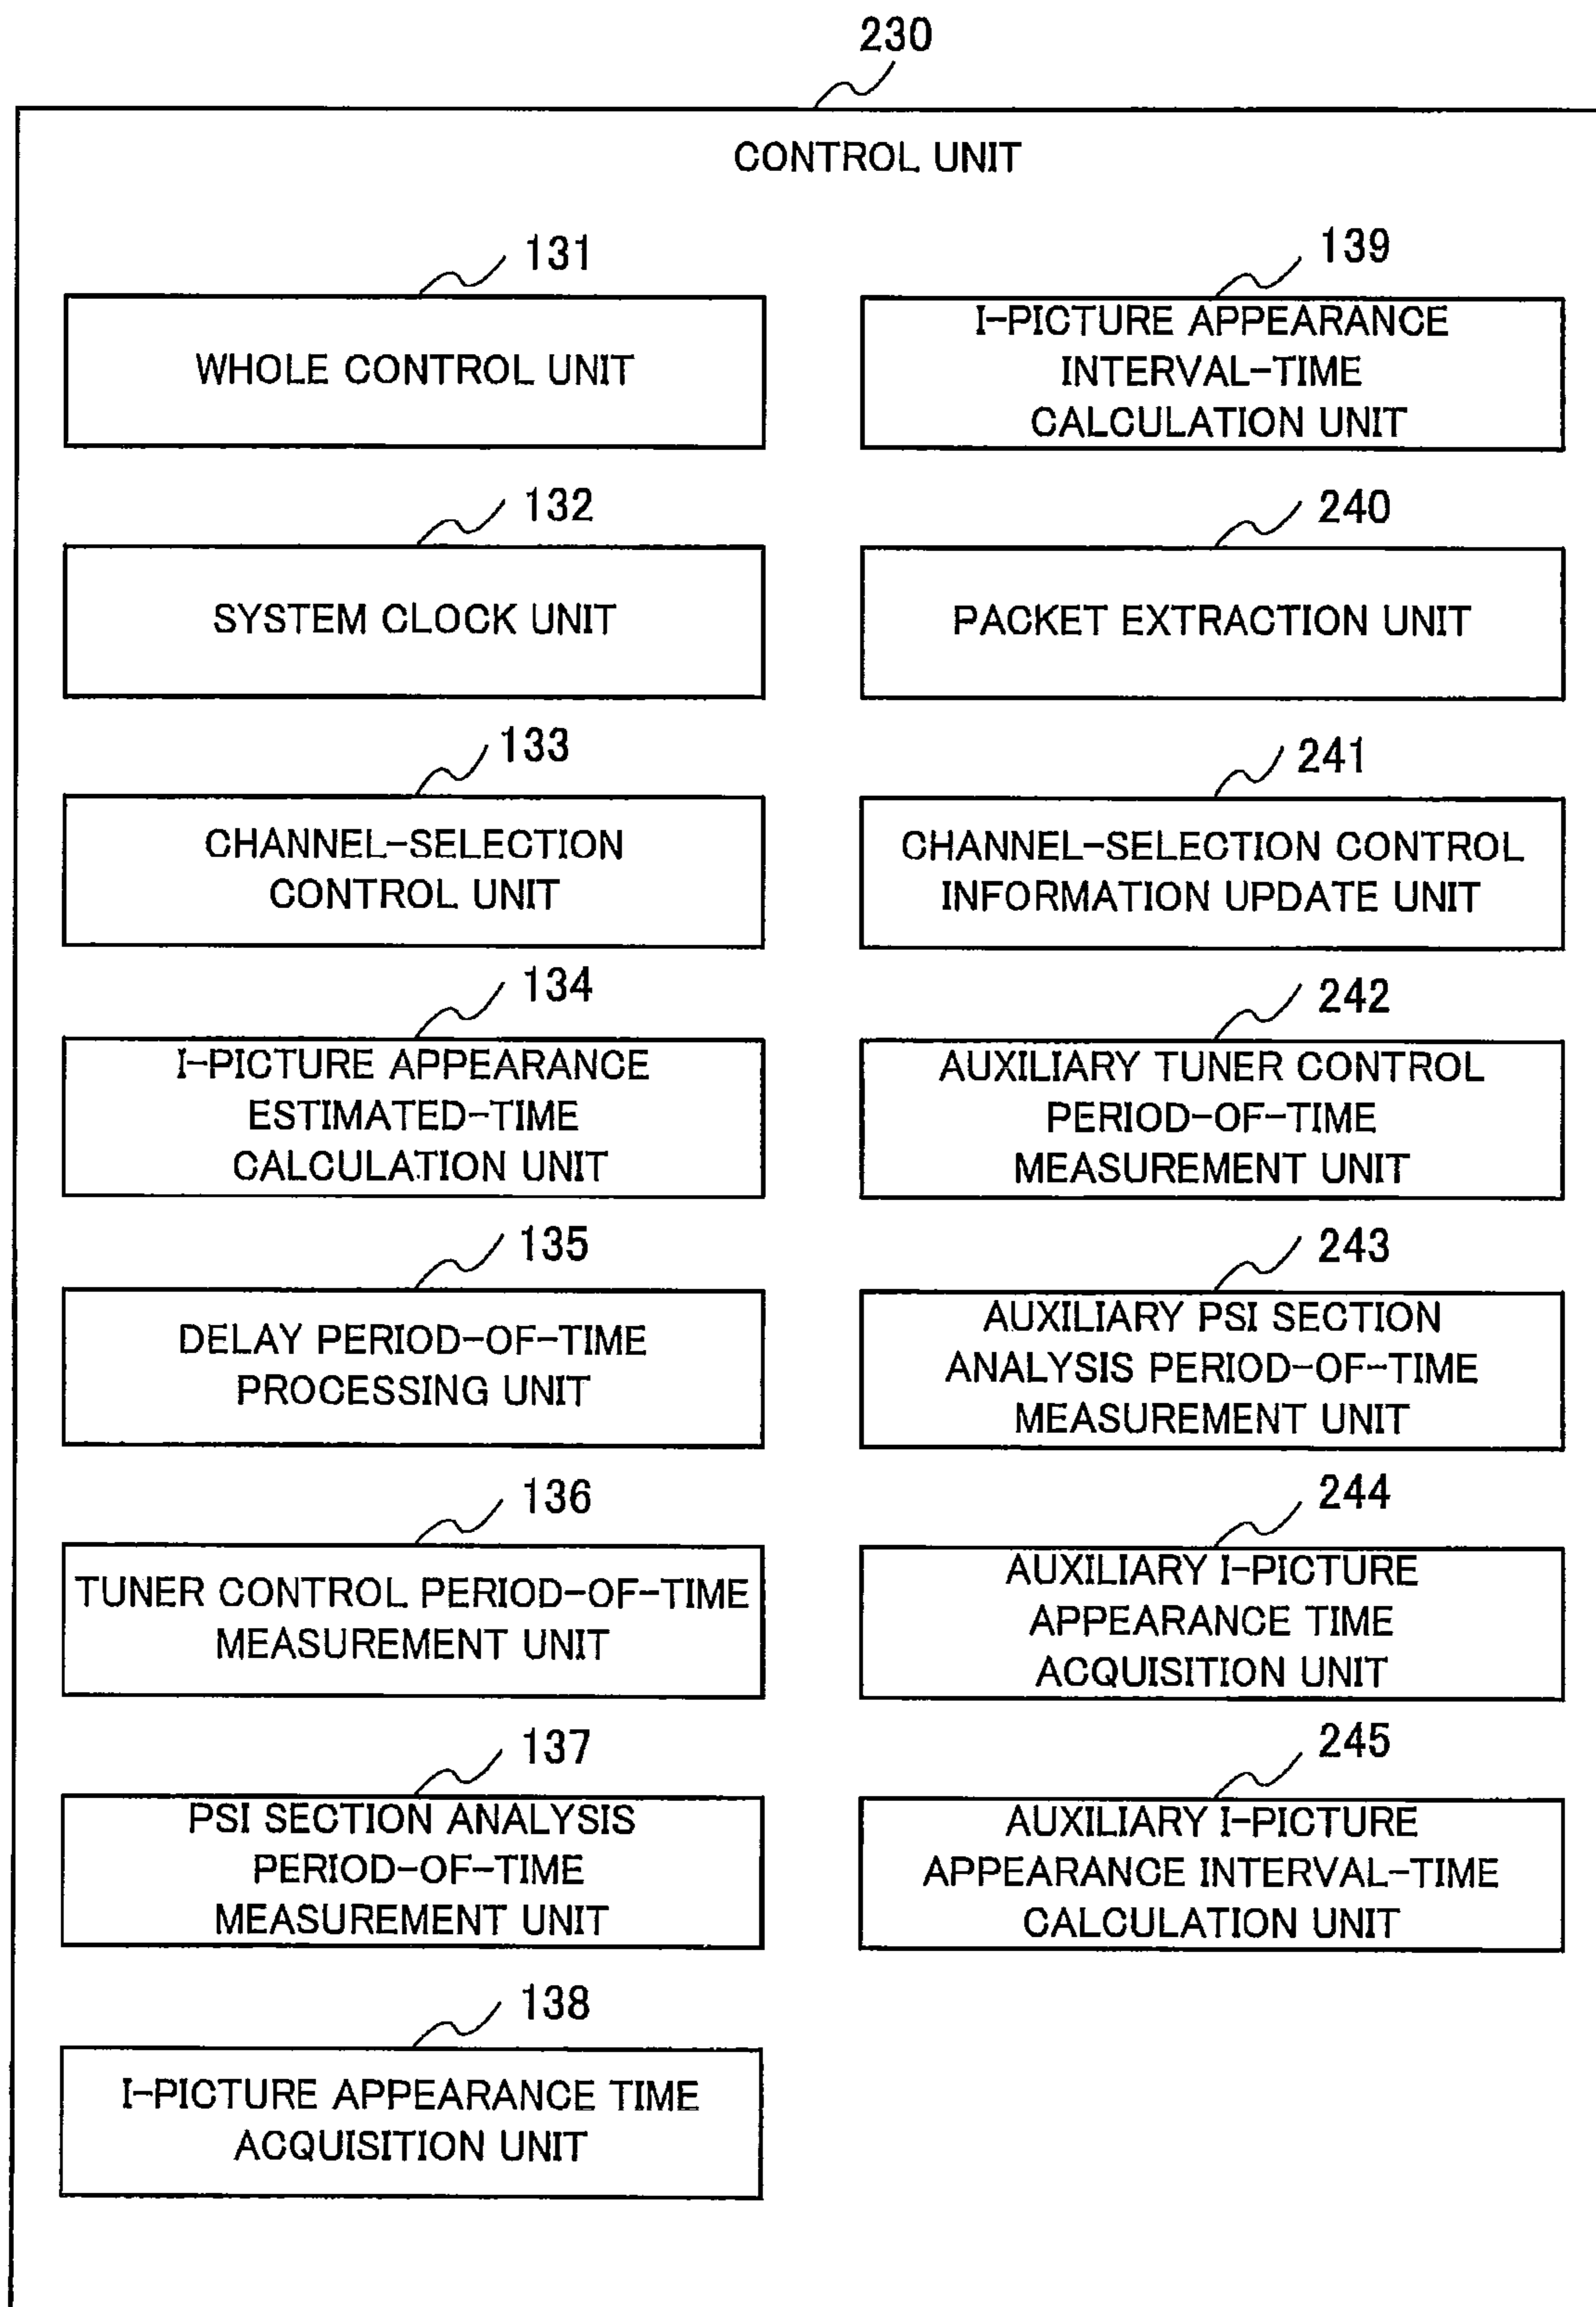 230
CONTROL UNIT
131
WHOLE CONTROL UNIT
132
SYSTEM CLOCK UNIT
133
CHANNEL-SELECTION
CONTROL UNIT
134
I-PICTURE APPEARANCE
ESTIMATED-TIME
CALCULATION UNIT
135
DELAY PERIOD-OF-TIME
PROCESSING UNIT
136
TUNER CONTROL PERIOD-OF-TIME
MEASUREMENT UNIT
137
PSI SECTION ANALYSIS
PERIOD-OF-TIME
MEASUREMENT UNIT
138
I-PICTURE APPEARANCE TIME
ACQUISITION UNIT
139
I-PICTURE APPEARANCE
INTERVAL-TIME
CALCULATION UNIT
240
PACKET EXTRACTION UNIT
241
CHANNEL-SELECTION CONTROL
INFORMATION UPDATE UNIT
242
AUXILIARY TUNER CONTROL
PERIOD-OF-TIME
MEASUREMENT UNIT
243
AUXILIARY PSI SECTION
ANALYSIS PERIOD-OF-TIME
MEASUREMENT UNIT
244
AUXILIARY I-PICTURE
APPEARANCE TIME
ACQUISITION UNIT
245
AUXILIARY I-PICTURE
APPEARANCE INTERVAL-TIME
CALCULATION UNIT